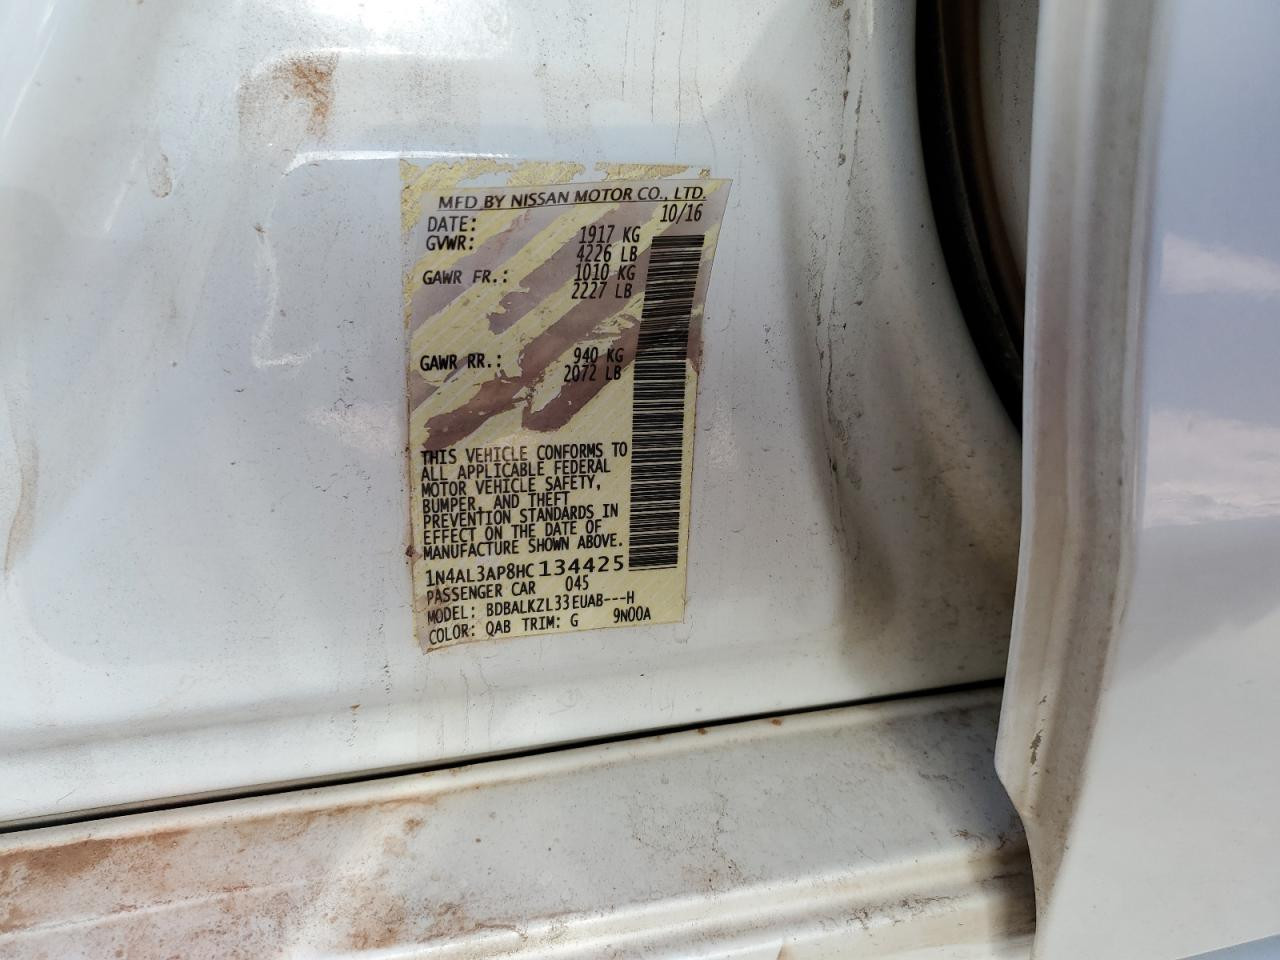 MFD BY NISSAN MOTOR CO., LTD.
DATE: 10/16
GVWR: 1917 KG
4226 LB
GAWR FR.: 1010 KG
2227 LB
GAWR RR.: 940 KG
2072 LB
THIS VEHICLE CONFORMS TO
ALL APPLICABLE FEDERAL
MOTOR VEHICLE SAFETY,
BUMPER, AND THEFT
PREVENTION STANDARDS IN
EFFECT ON THE DATE OF
MANUFACTURE SHOWN ABOVE.
1N4AL3AP8HC134425
PASSENGER CAR 045
MODEL: BDBALKZL33EUAB---H
COLOR: QAB TRIM: G 9N00A